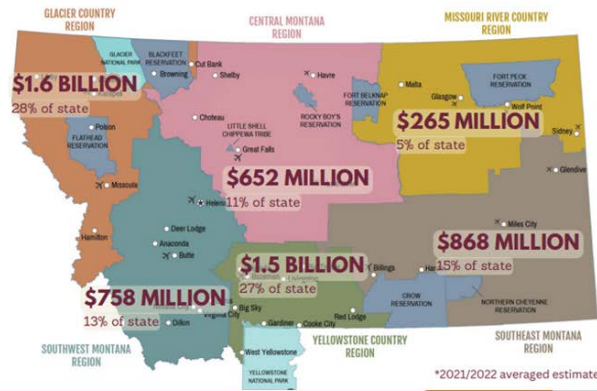 GLACIER COUNTRY
REGION
CENTRAL MONTANA
REGION
MISSOURI RIVER COUNTRY
REGION
GLACIER
NATIONAL PARK
BLACKFEET
RESERVATION
Browning
Cut Bank
Shelby
Havre
Malta
Glasgow
FORT PECK
RESERVATION
Wolf Point
FORT BELKNAP
RESERVATION
ROCKY BOY'S
RESERVATION
$1.6 BILLION
28% of state
Choteau
Polson
FLATHEAD
RESERVATION
LITTLE SHELL
CHIPPEWA TRIBE
Great Falls
$265 MILLION
5% of state
Sidney
Glendive
Missoula
$652 MILLION
11% of state
Helena
Hamilton
Deer Lodge
Anaconda
Butte
Miles City
$868 MILLION
15% of state
$1.5 BILLION
27% of state
Bozeman
Livingston
Billings
CROW
RESERVATION
NORTHERN CHEYENNE
RESERVATION
$758 MILLION
13% of state
Virginia City
Dillon
Big Sky
Red Lodge
Gardiner
Cooke City
West Yellowstone
YELLOWSTONE
NATIONAL PARK
SOUTHWEST MONTANA
REGION
YELLOWSTONE COUNTRY
REGION
SOUTHEAST MONTANA
REGION
*2021/2022 averaged estimate